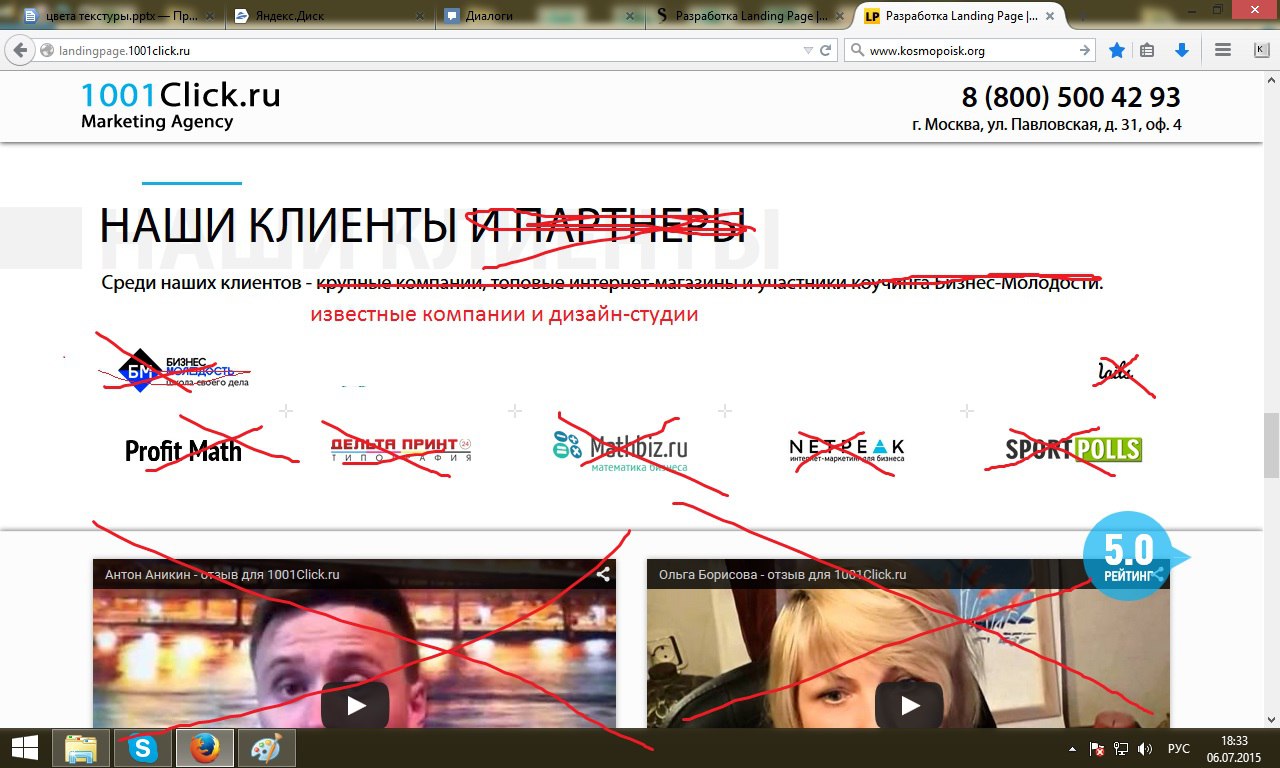 цвета текстуры.pptx — Пр...
Яндекс.Диск
Диалоги
Разработка Landing Page |...
Разработка Landing Page |...
landingpage.1001click.ru
www.kosmopoisk.org
1001Click.ru
Marketing Agency
8 (800) 500 42 93
г. Москва, ул. Павловская, д. 31, оф. 4
НАШИ КЛИЕНТЫ И ПАРТНЕРЫ
НАШИ КЛИЕНТЫ
Среди наших клиентов - крупные компании, топовые интернет-магазины и участники коучинга Бизнес-Молодости.
известные компании и дизайн-студии
БМ
БИЗНЕС
МОЛОДОСТЬ
школа своего дела
Profit Math
ДЕЛЬТА ПРИНТ 24
ТИПОГРАФИЯ
Mathbiz.ru
математика бизнеса
NETPEAK
интернет-маркетинг для бизнеса
SPORTPOLLS
5.0
РЕЙТИНГ
Антон Аникин - отзыв для 1001Click.ru
Ольга Борисова - отзыв для 1001Click.ru
РУС
18:33
06.07.2015